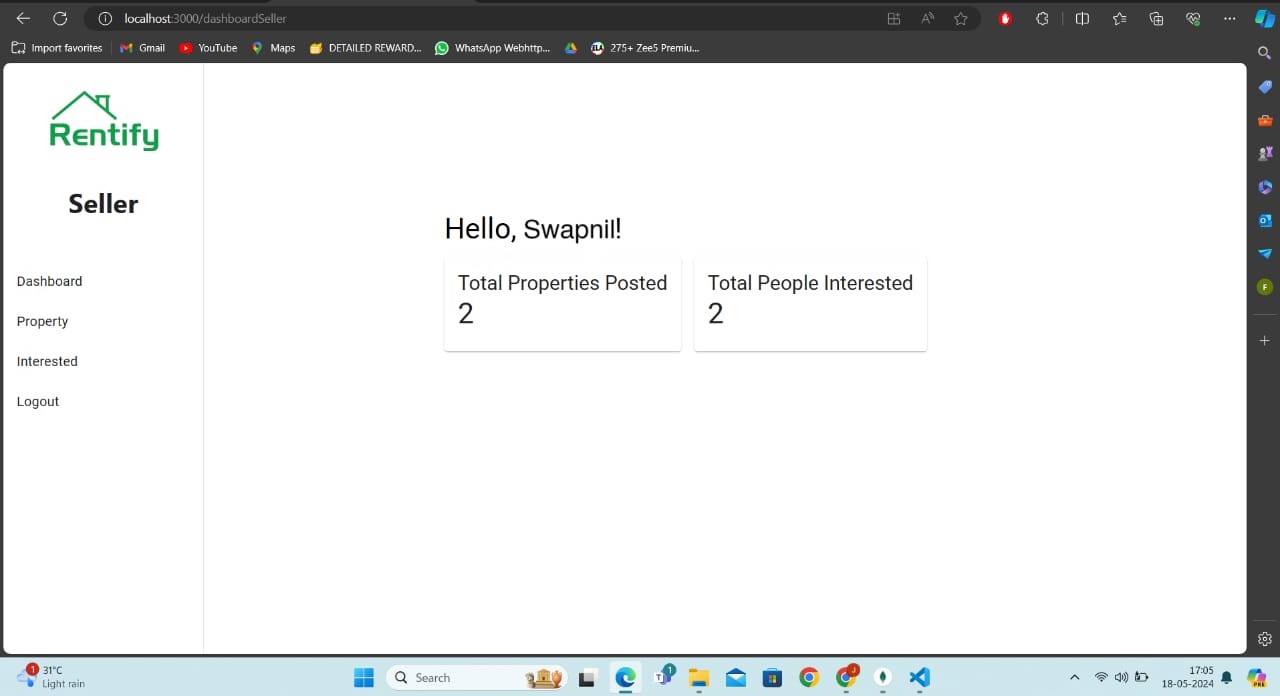 localhost:3000/dashboardSeller
Import favorites
Gmail
YouTube
Maps
DETAILED REWARD...
WhatsApp Webhttp...
275+ Zee5 Premiu...
Rentify
Seller
Dashboard
Property
Interested
Logout
Hello, Swapnil!
Total Properties Posted
2
Total People Interested
2
F
1
31°C
Light rain
Search
1
J
17:05
18-05-2024